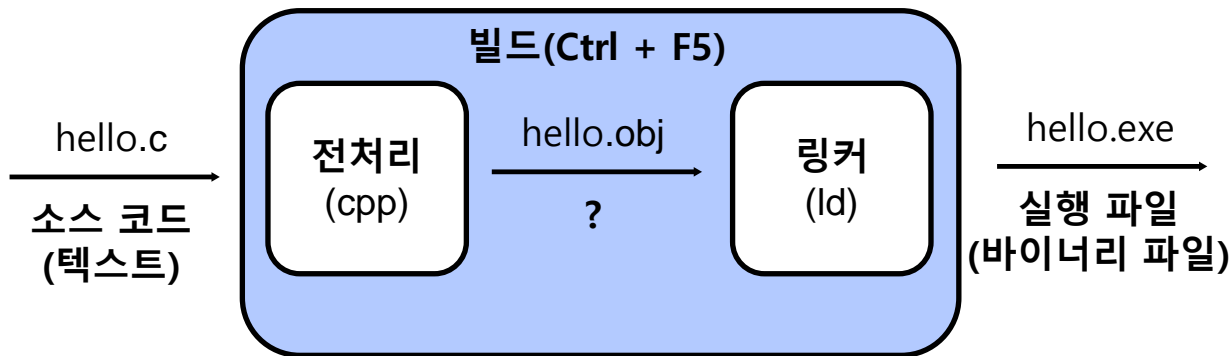 빌드(Ctrl + F5)
hello.c
소스 코드
(텍스트)
전처리
(cpp)
hello.obj
?
링커
(ld)
hello.exe
실행 파일
(바이너리 파일)